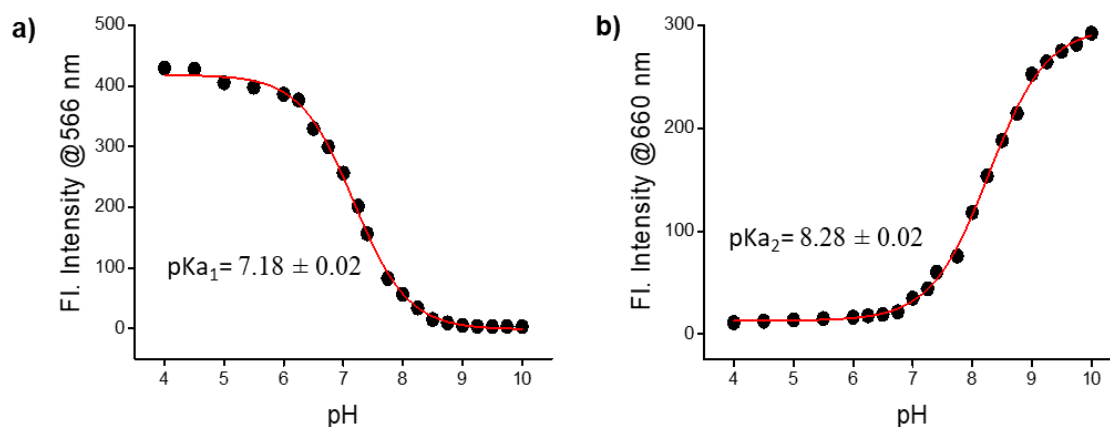 a)
Fl. Intensity @566 nm
500
400
300
200
100
0
pKa₁= 7.18 ± 0.02
4 5 6 7 8 9 10
pH
b)
Fl. Intensity @660 nm
300
200
100
0
pKa₂= 8.28 ± 0.02
4 5 6 7 8 9 10
pH